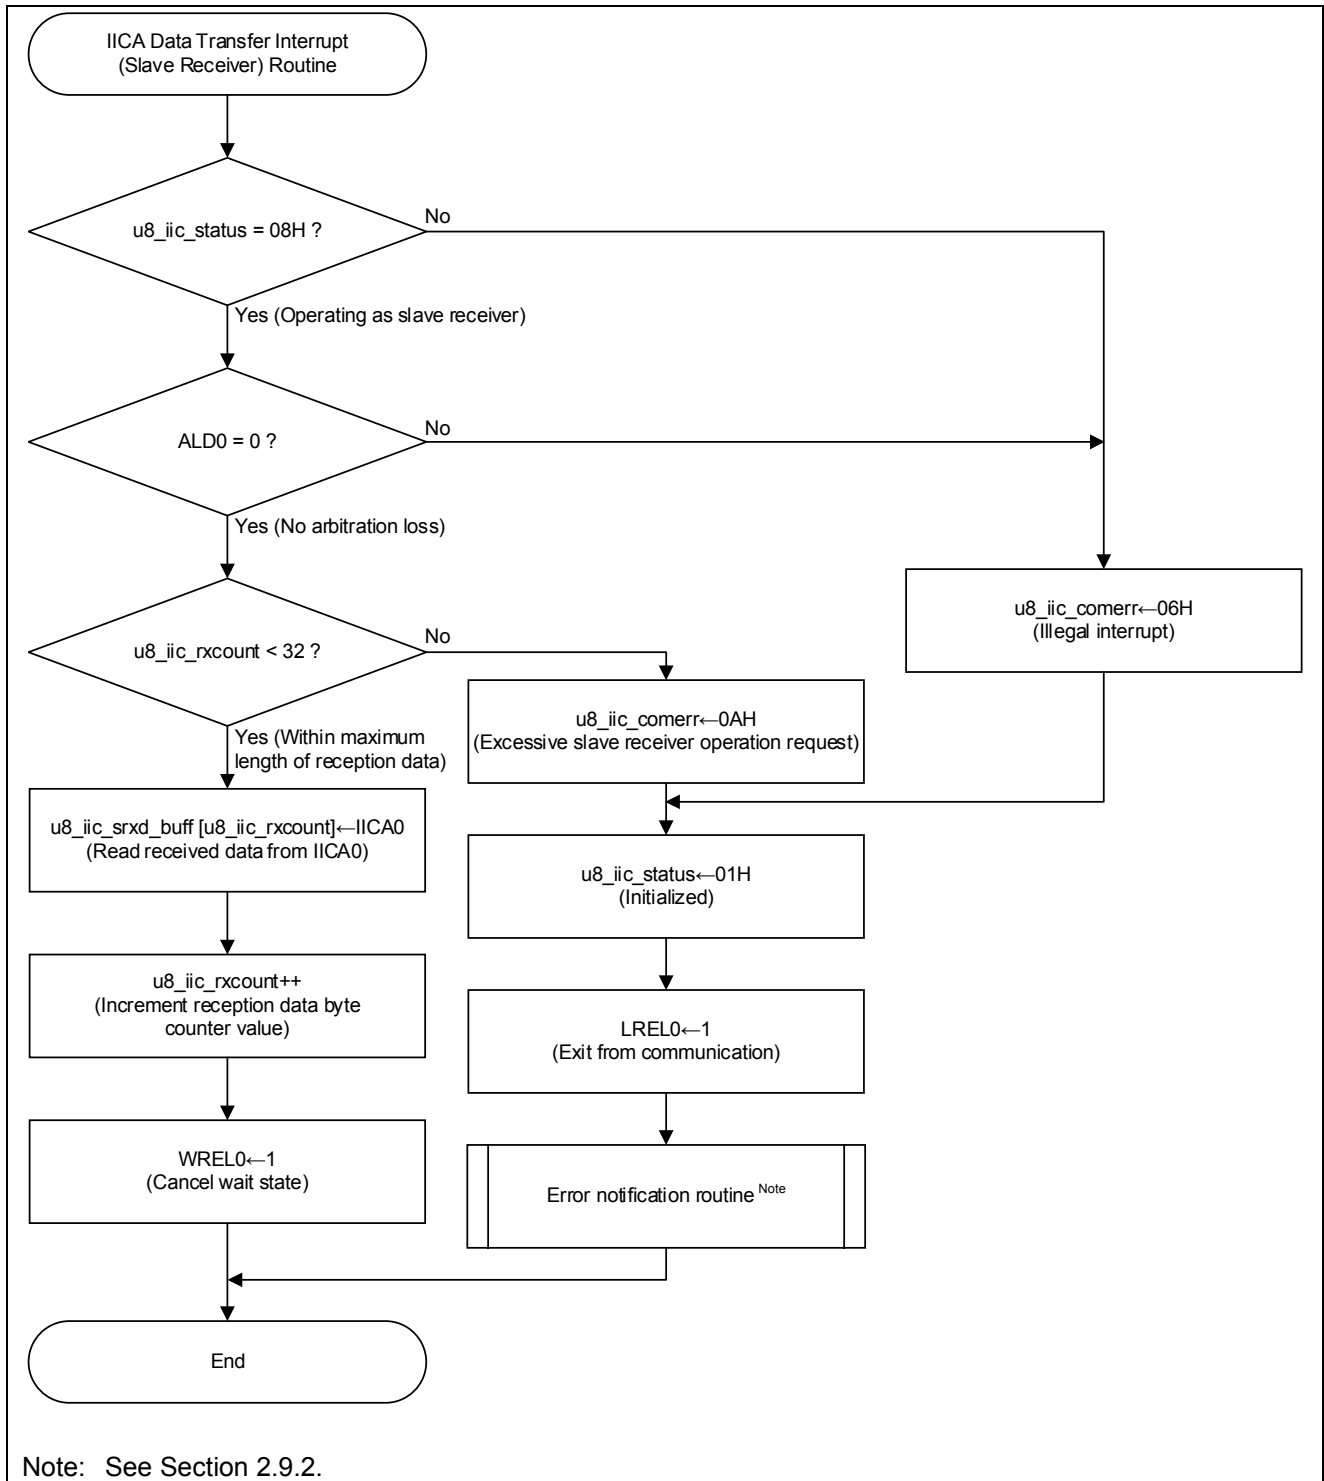 IICA Data Transfer Interrupt
(Slave Receiver) Routine
u8_iic_status = 08H ?
No
Yes (Operating as slave receiver)
ALD0 = 0 ?
No
Yes (No arbitration loss)
u8_iic_rxcount < 32 ?
No
Yes (Within maximum
length of reception data)
u8_iic_comerr←06H
(Illegal interrupt)
u8_iic_comerr←0AH
(Excessive slave receiver operation request)
u8_iic_srxd_buff [u8_iic_rxcount]←IICA0
(Read received data from IICA0)
u8_iic_status←01H
(Initialized)
u8_iic_rxcount++
(Increment reception data byte
counter value)
LREL0←1
(Exit from communication)
WREL0←1
(Cancel wait state)
Error notification routine Note
End
Note: See Section 2.9.2.